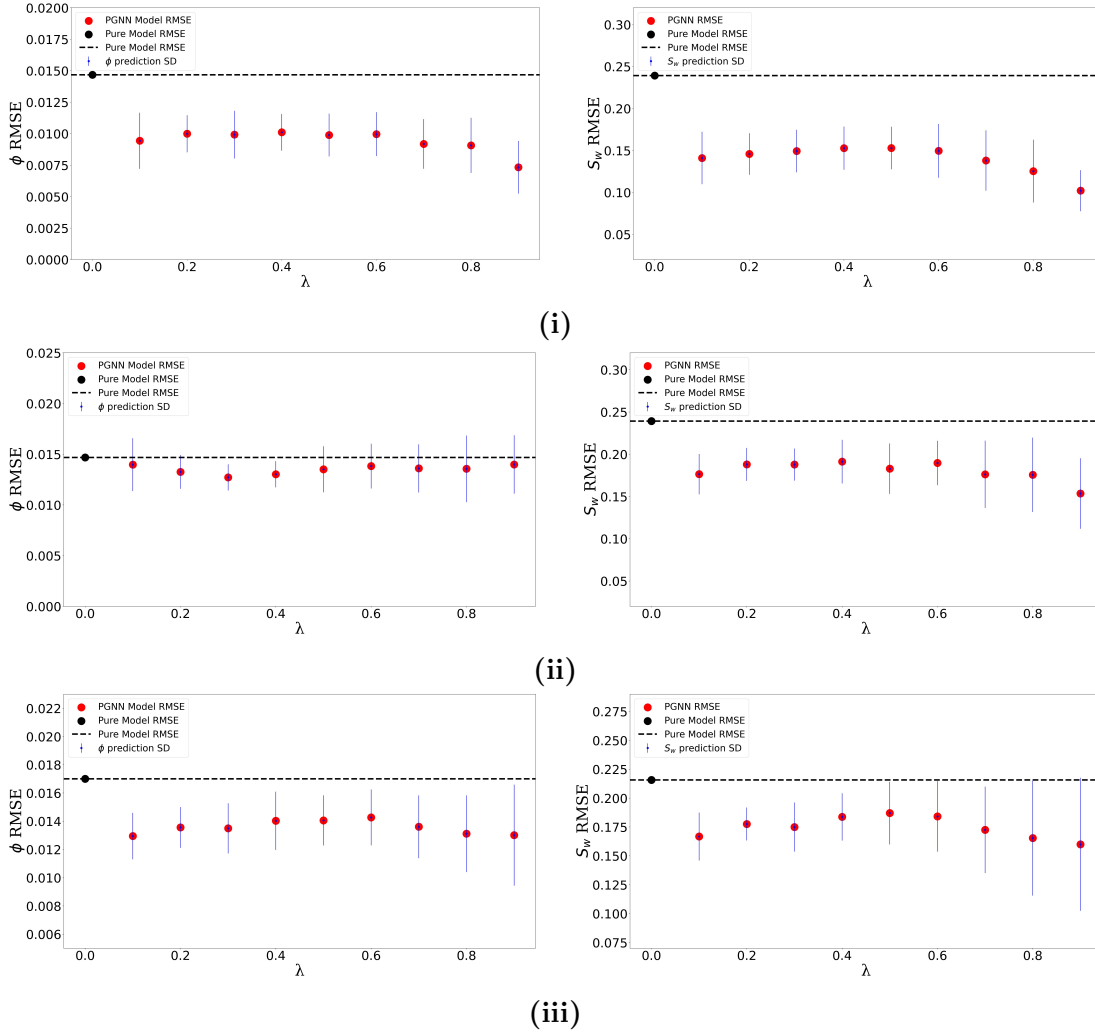 0.0200
0.0175
0.0150
0.0125
0.0100
0.0075
0.0050
0.0025
0.0000
ϕ RMSE
PGNN Model RMSE
Pure Model RMSE
Pure Model RMSE
ϕ prediction SD
0.0 0.2 0.4 0.6 0.8
λ
0.30
0.25
0.20
0.15
0.10
0.05
S_w RMSE
PGNN RMSE
Pure Model RMSE
Pure Model RMSE
S_w prediction SD
0.0 0.2 0.4 0.6 0.8
λ
(i)
0.025
0.020
0.015
0.010
0.005
0.000
ϕ RMSE
PGNN Model RMSE
Pure Model RMSE
Pure Model RMSE
ϕ prediction SD
0.0 0.2 0.4 0.6 0.8
λ
0.30
0.25
0.20
0.15
0.10
0.05
S_w RMSE
PGNN RMSE
Pure Model RMSE
Pure Model RMSE
S_w prediction SD
0.0 0.2 0.4 0.6 0.8
λ
(ii)
0.022
0.020
0.018
0.016
0.014
0.012
0.010
0.008
0.006
ϕ RMSE
PGNN Model RMSE
Pure Model RMSE
Pure Model RMSE
ϕ prediction SD
0.0 0.2 0.4 0.6 0.8
λ
0.275
0.250
0.225
0.200
0.175
0.150
0.125
0.100
0.075
S_w RMSE
PGNN RMSE
Pure Model RMSE
Pure Model RMSE
S_w prediction SD
0.0 0.2 0.4 0.6 0.8
λ
(iii)